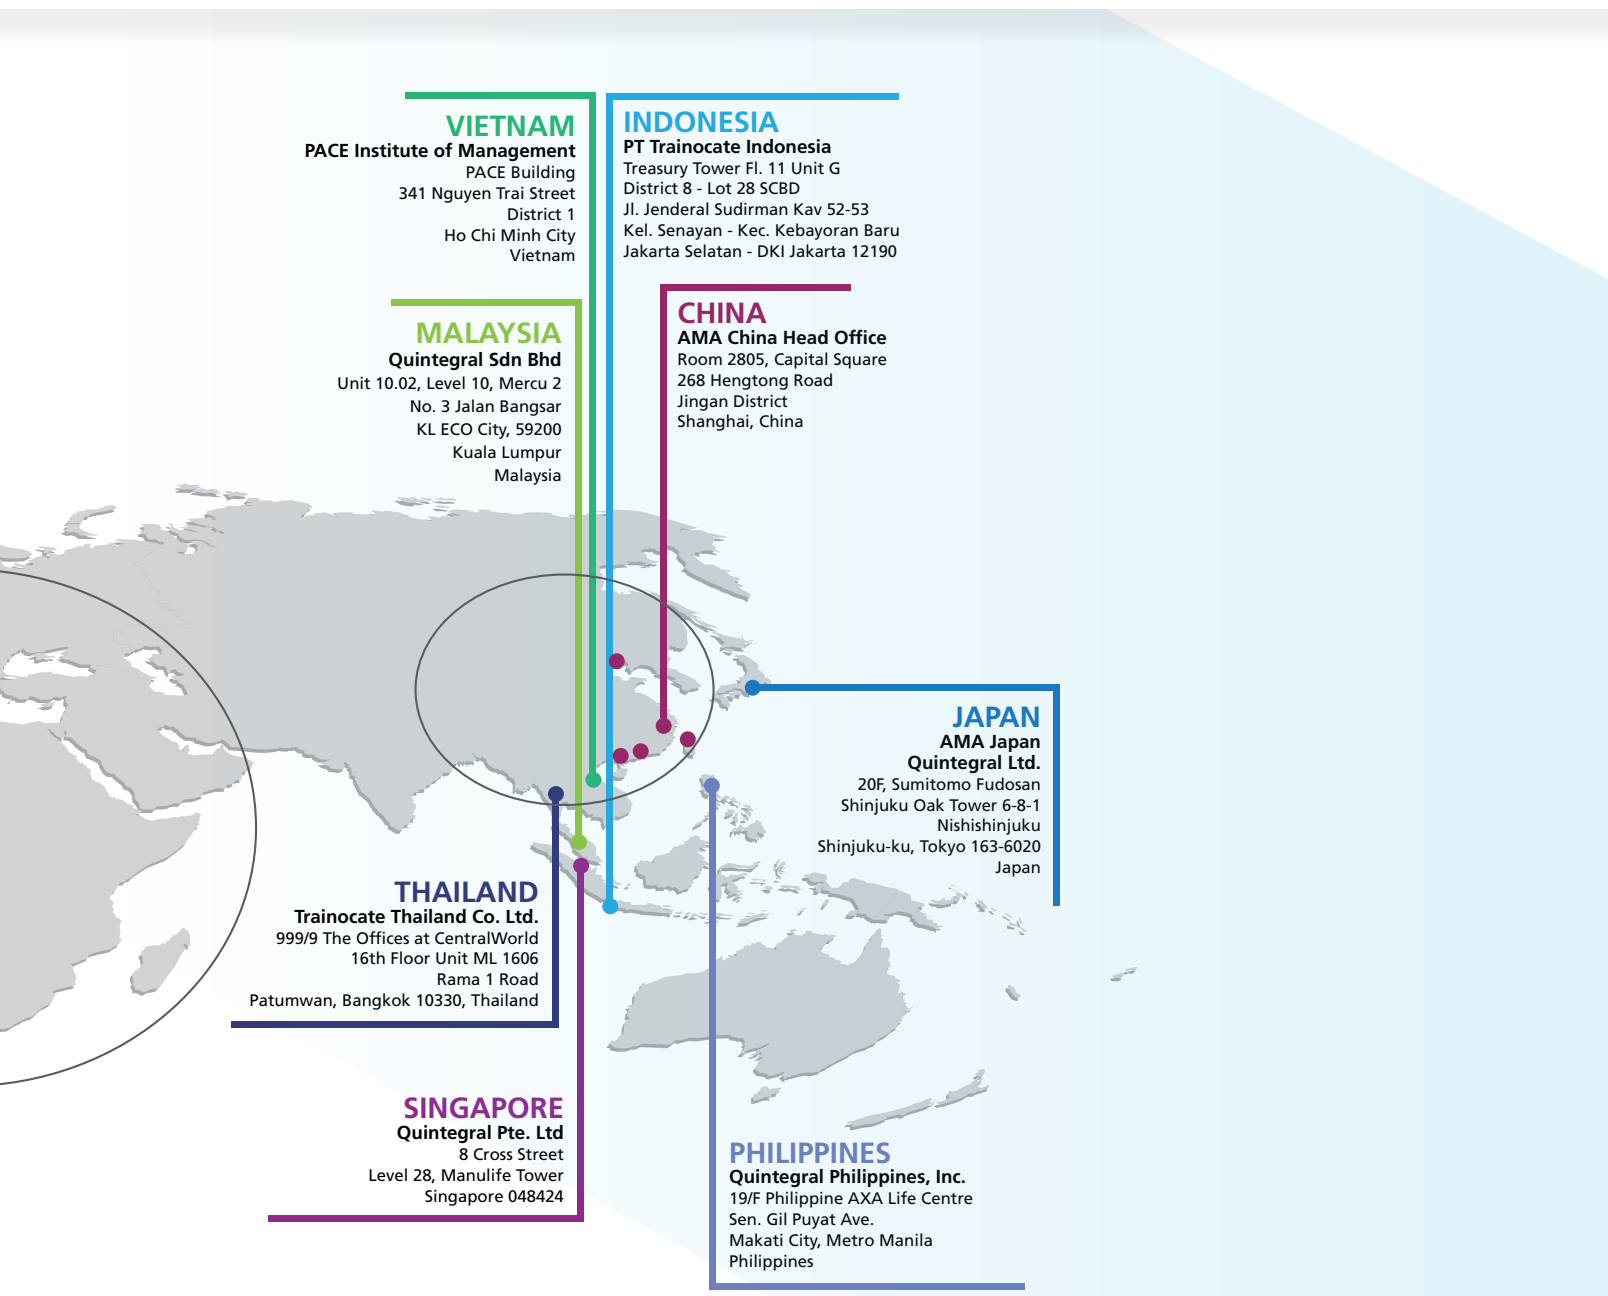 VIETNAM
PACE Institute of Management
PACE Building
341 Nguyen Trai Street
District 1
Ho Chi Minh City
Vietnam
INDONESIA
PT Trainocate Indonesia
Treasury Tower Fl. 11 Unit G
District 8 - Lot 28 SCBD
Jl. Jenderal Sudirman Kav 52-53
Kel. Senayan - Kec. Kebayoran Baru
Jakarta Selatan - DKI Jakarta 12190
MALAYSIA
Quintegral Sdn Bhd
Unit 10.02, Level 10, Mercu 2
No. 3 Jalan Bangsar
KL ECO City, 59200
Kuala Lumpur
Malaysia
CHINA
AMA China Head Office
Room 2805, Capital Square
268 Hengtong Road
Jingan District
Shanghai, China
JAPAN
AMA Japan
Quintegral Ltd.
20F, Sumitomo Fudosan
Shinjuku Oak Tower 6-8-1
Nishishinjuku
Shinjuku-ku, Tokyo 163-6020
Japan
THAILAND
Trainocate Thailand Co. Ltd.
999/9 The Offices at CentralWorld
16th Floor Unit ML 1606
Rama 1 Road
Patumwan, Bangkok 10330, Thailand
SINGAPORE
Quintegral Pte. Ltd
8 Cross Street
Level 28, Manulife Tower
Singapore 048424
PHILIPPINES
Quintegral Philippines, Inc.
19/F Philippine AXA Life Centre
Sen. Gil Puyat Ave.
Makati City, Metro Manila
Philippines